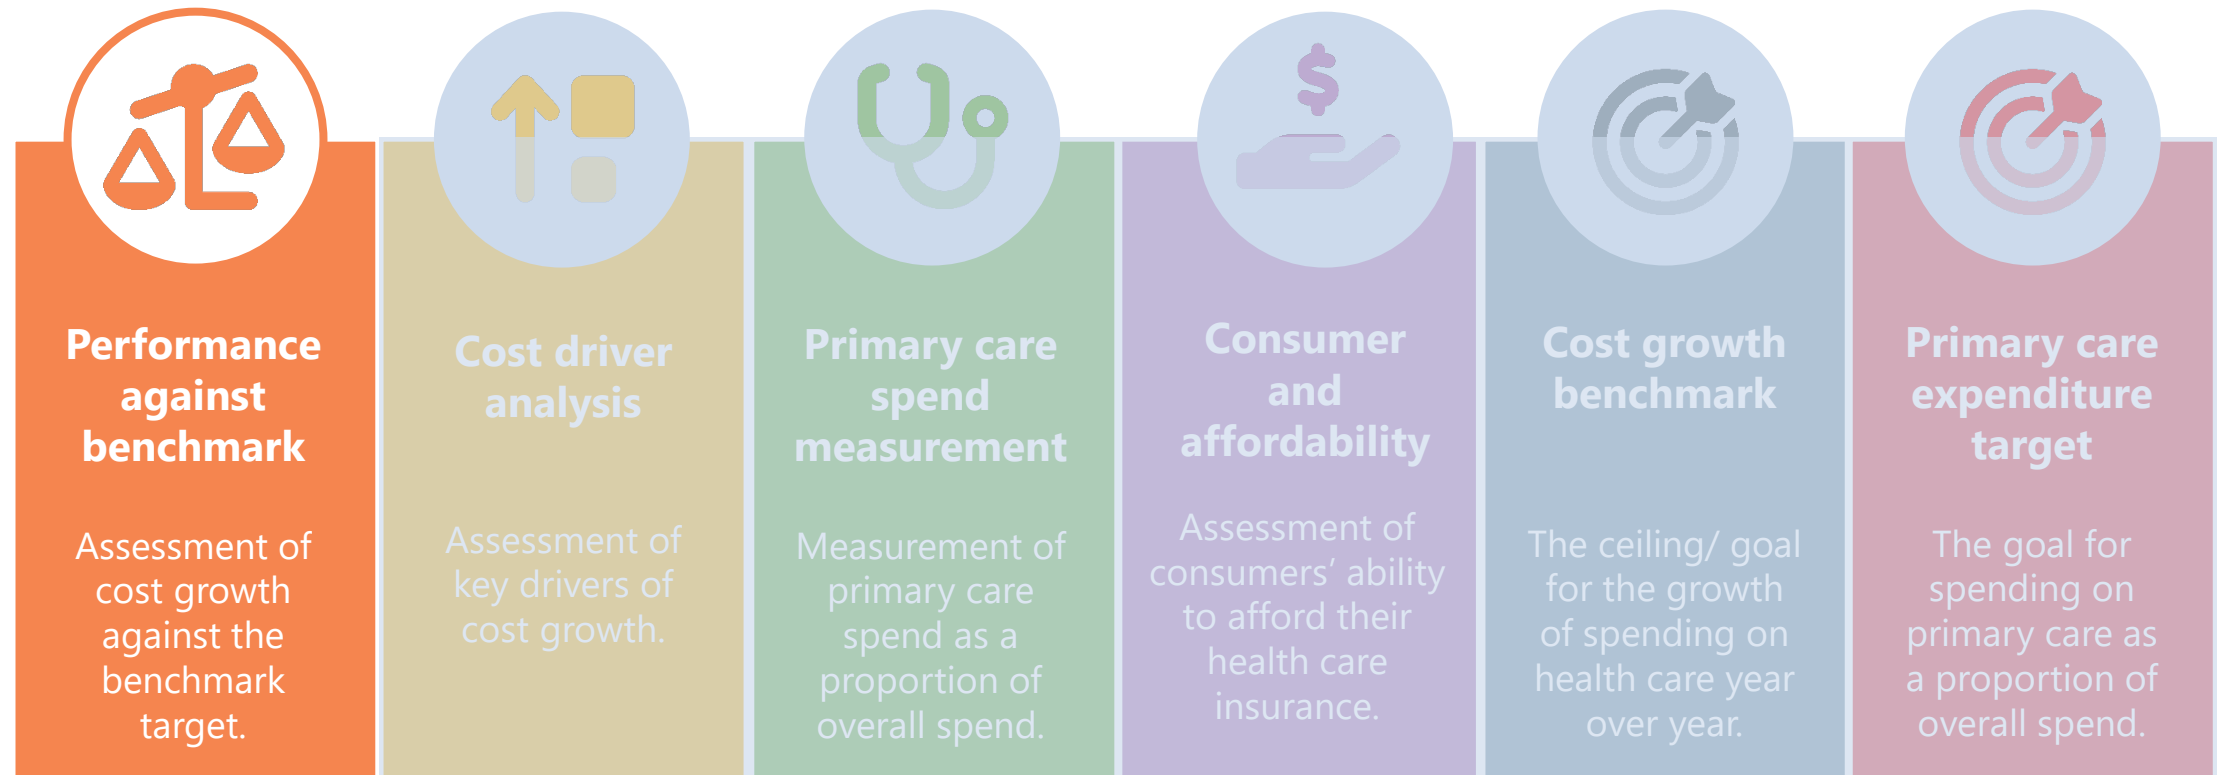 Performance
against
benchmark
Assessment of
cost growth
against the
benchmark
target.
Cost driver
analysis
Assessment of
key drivers of
cost growth.
Primary care
spend
measurement
Measurement of
primary care
spend as a
proportion of
overall spend.
Consumer
and
affordability
Assessment of
consumers’ ability
to afford their
health care
insurance.
Cost growth
benchmark
The ceiling/ goal
for the growth
of spending on
health care year
over year.
Primary care
expenditure
target
The goal for
spending on
primary care as
a proportion of
overall spend.